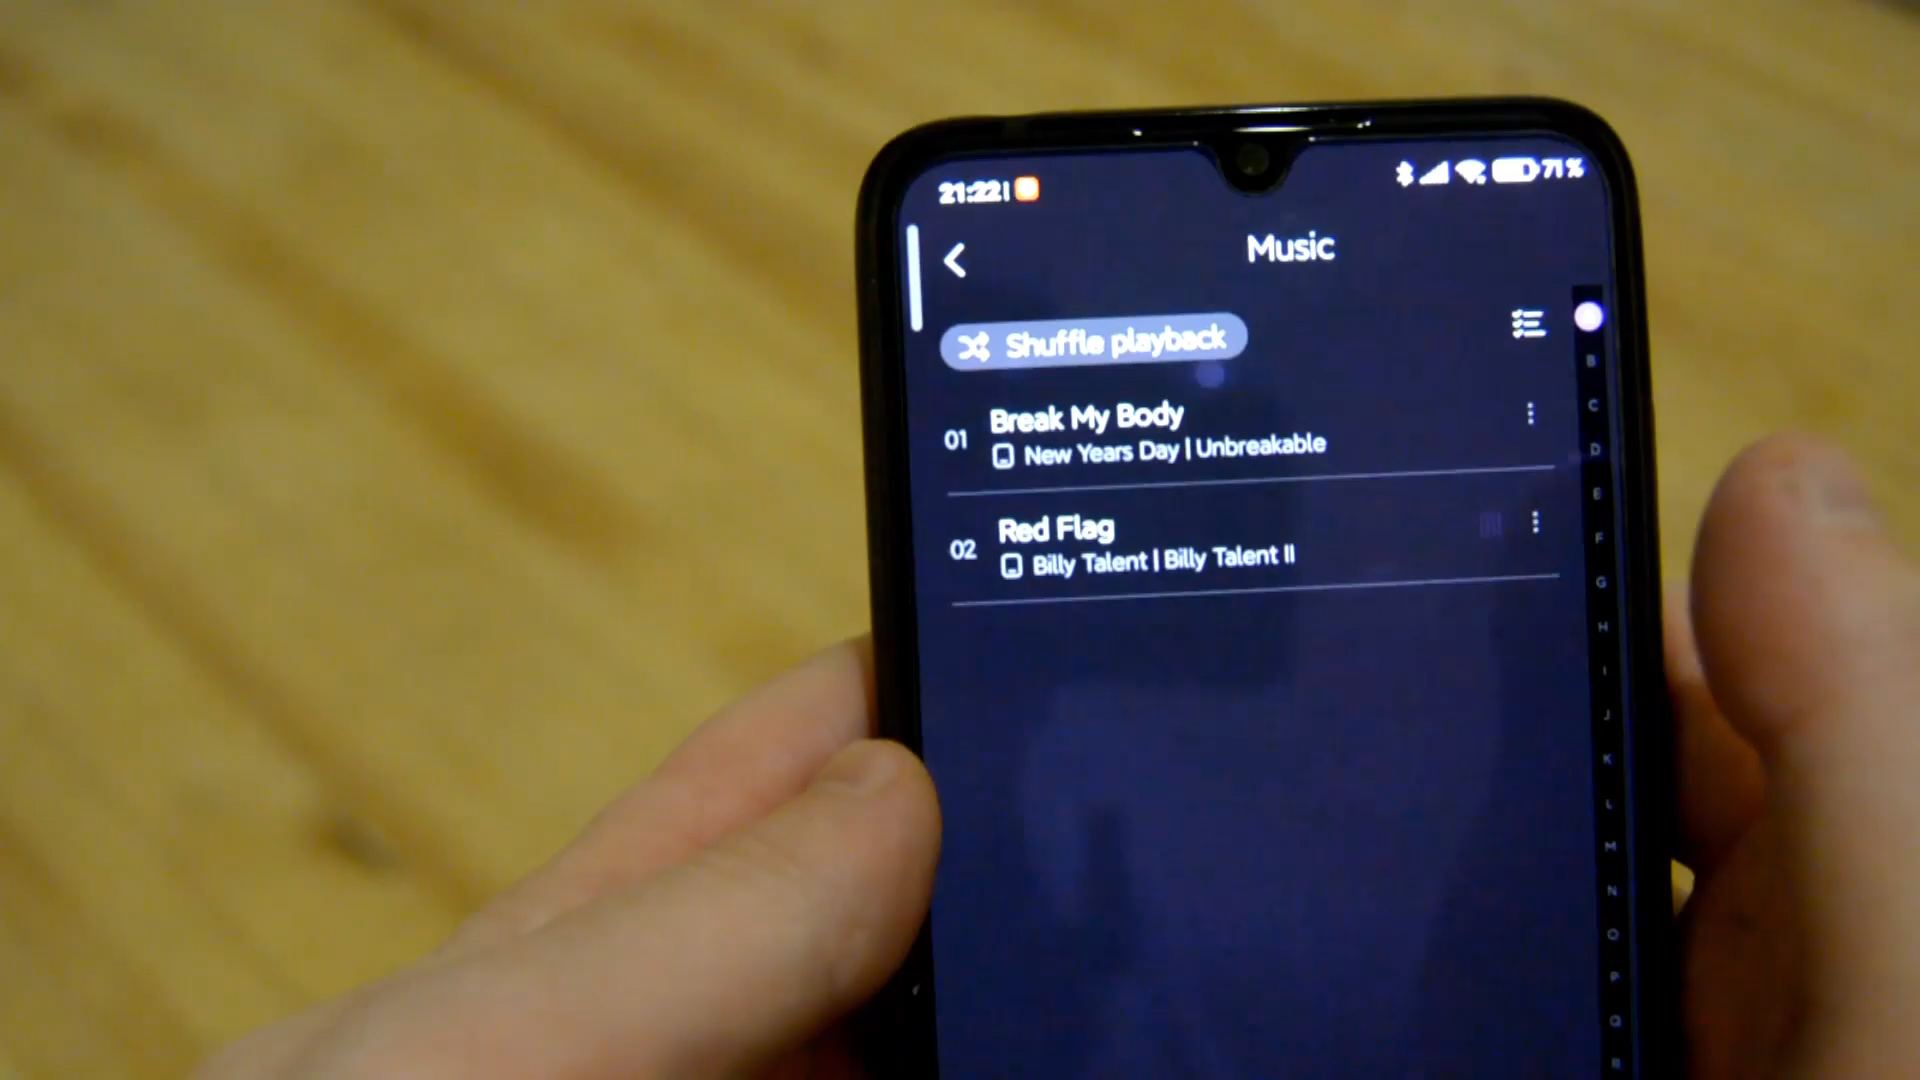 21:22 71%
Music
Shuffle playback
01 Break My Body
New Years Day | Unbreakable
02 Red Flag
Billy Talent | Billy Talent II
B
C
D
E
F
G
H
I
J
K
L
M
N
O
P
Q
R